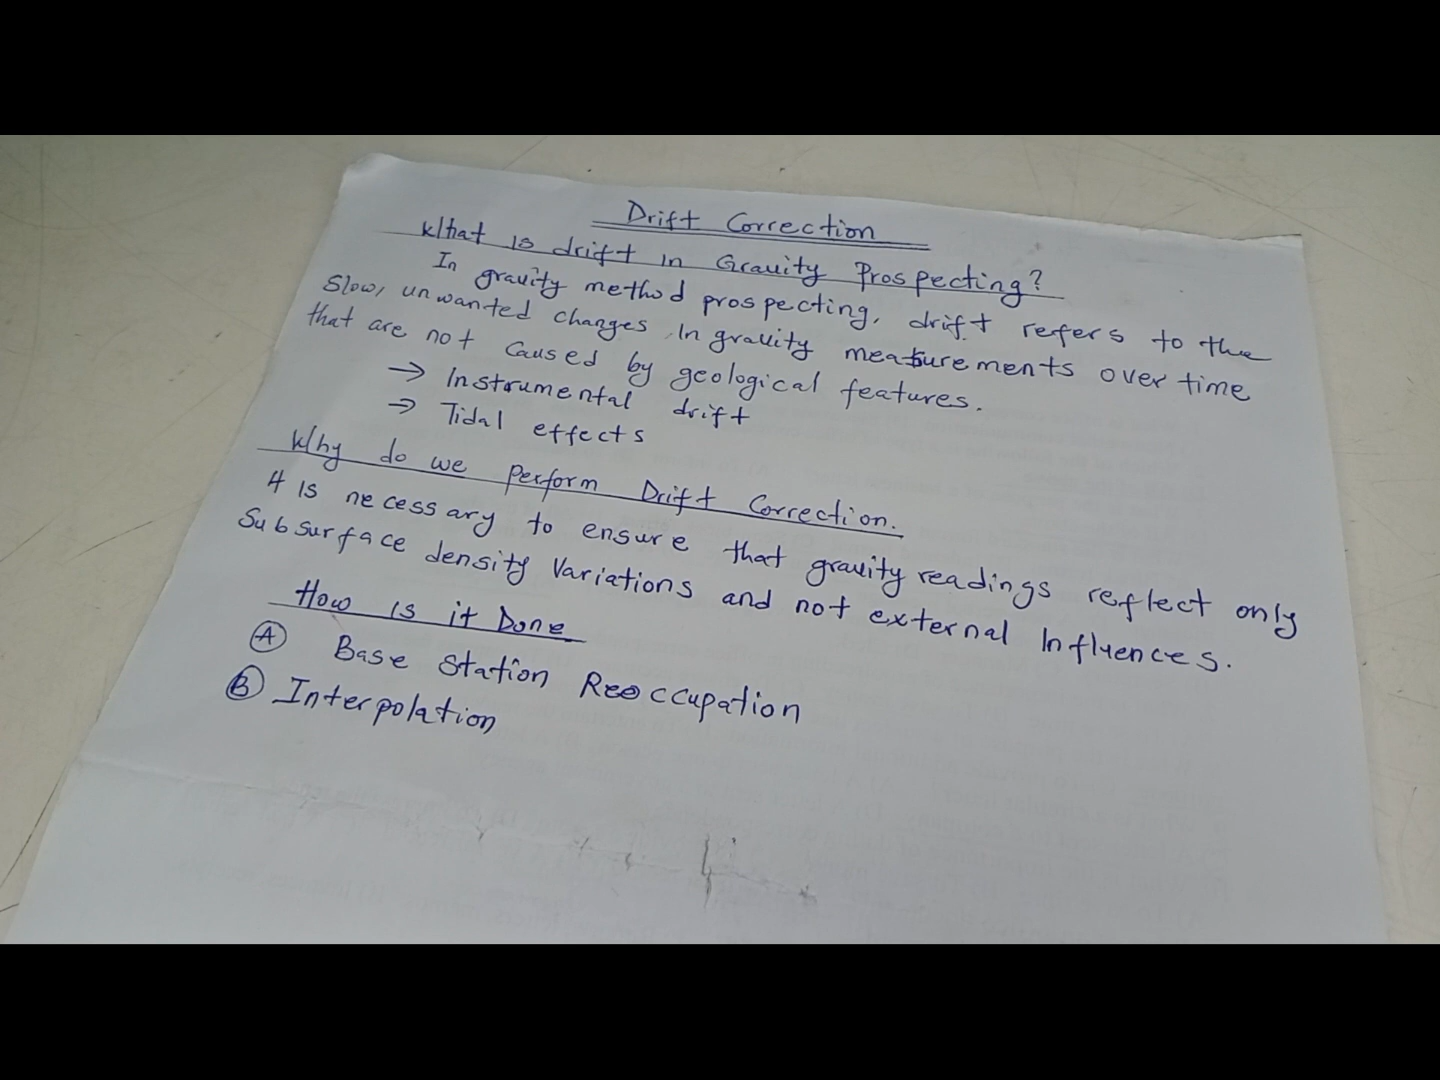 Drift Correction
What is drift in Gravity Prospecting?
In gravity method prospecting, drift refers to the
Slow, unwanted changes in gravity measurements over time
that are not caused by geological features.
→ Instrumental drift
→ Tidal effects
Why do we perform Drift Correction.
It is necessary to ensure that gravity readings reflect only
Subsurface density Variations and not external Influences.
How is it Done
A Base Station Reoccupation
B Interpolation